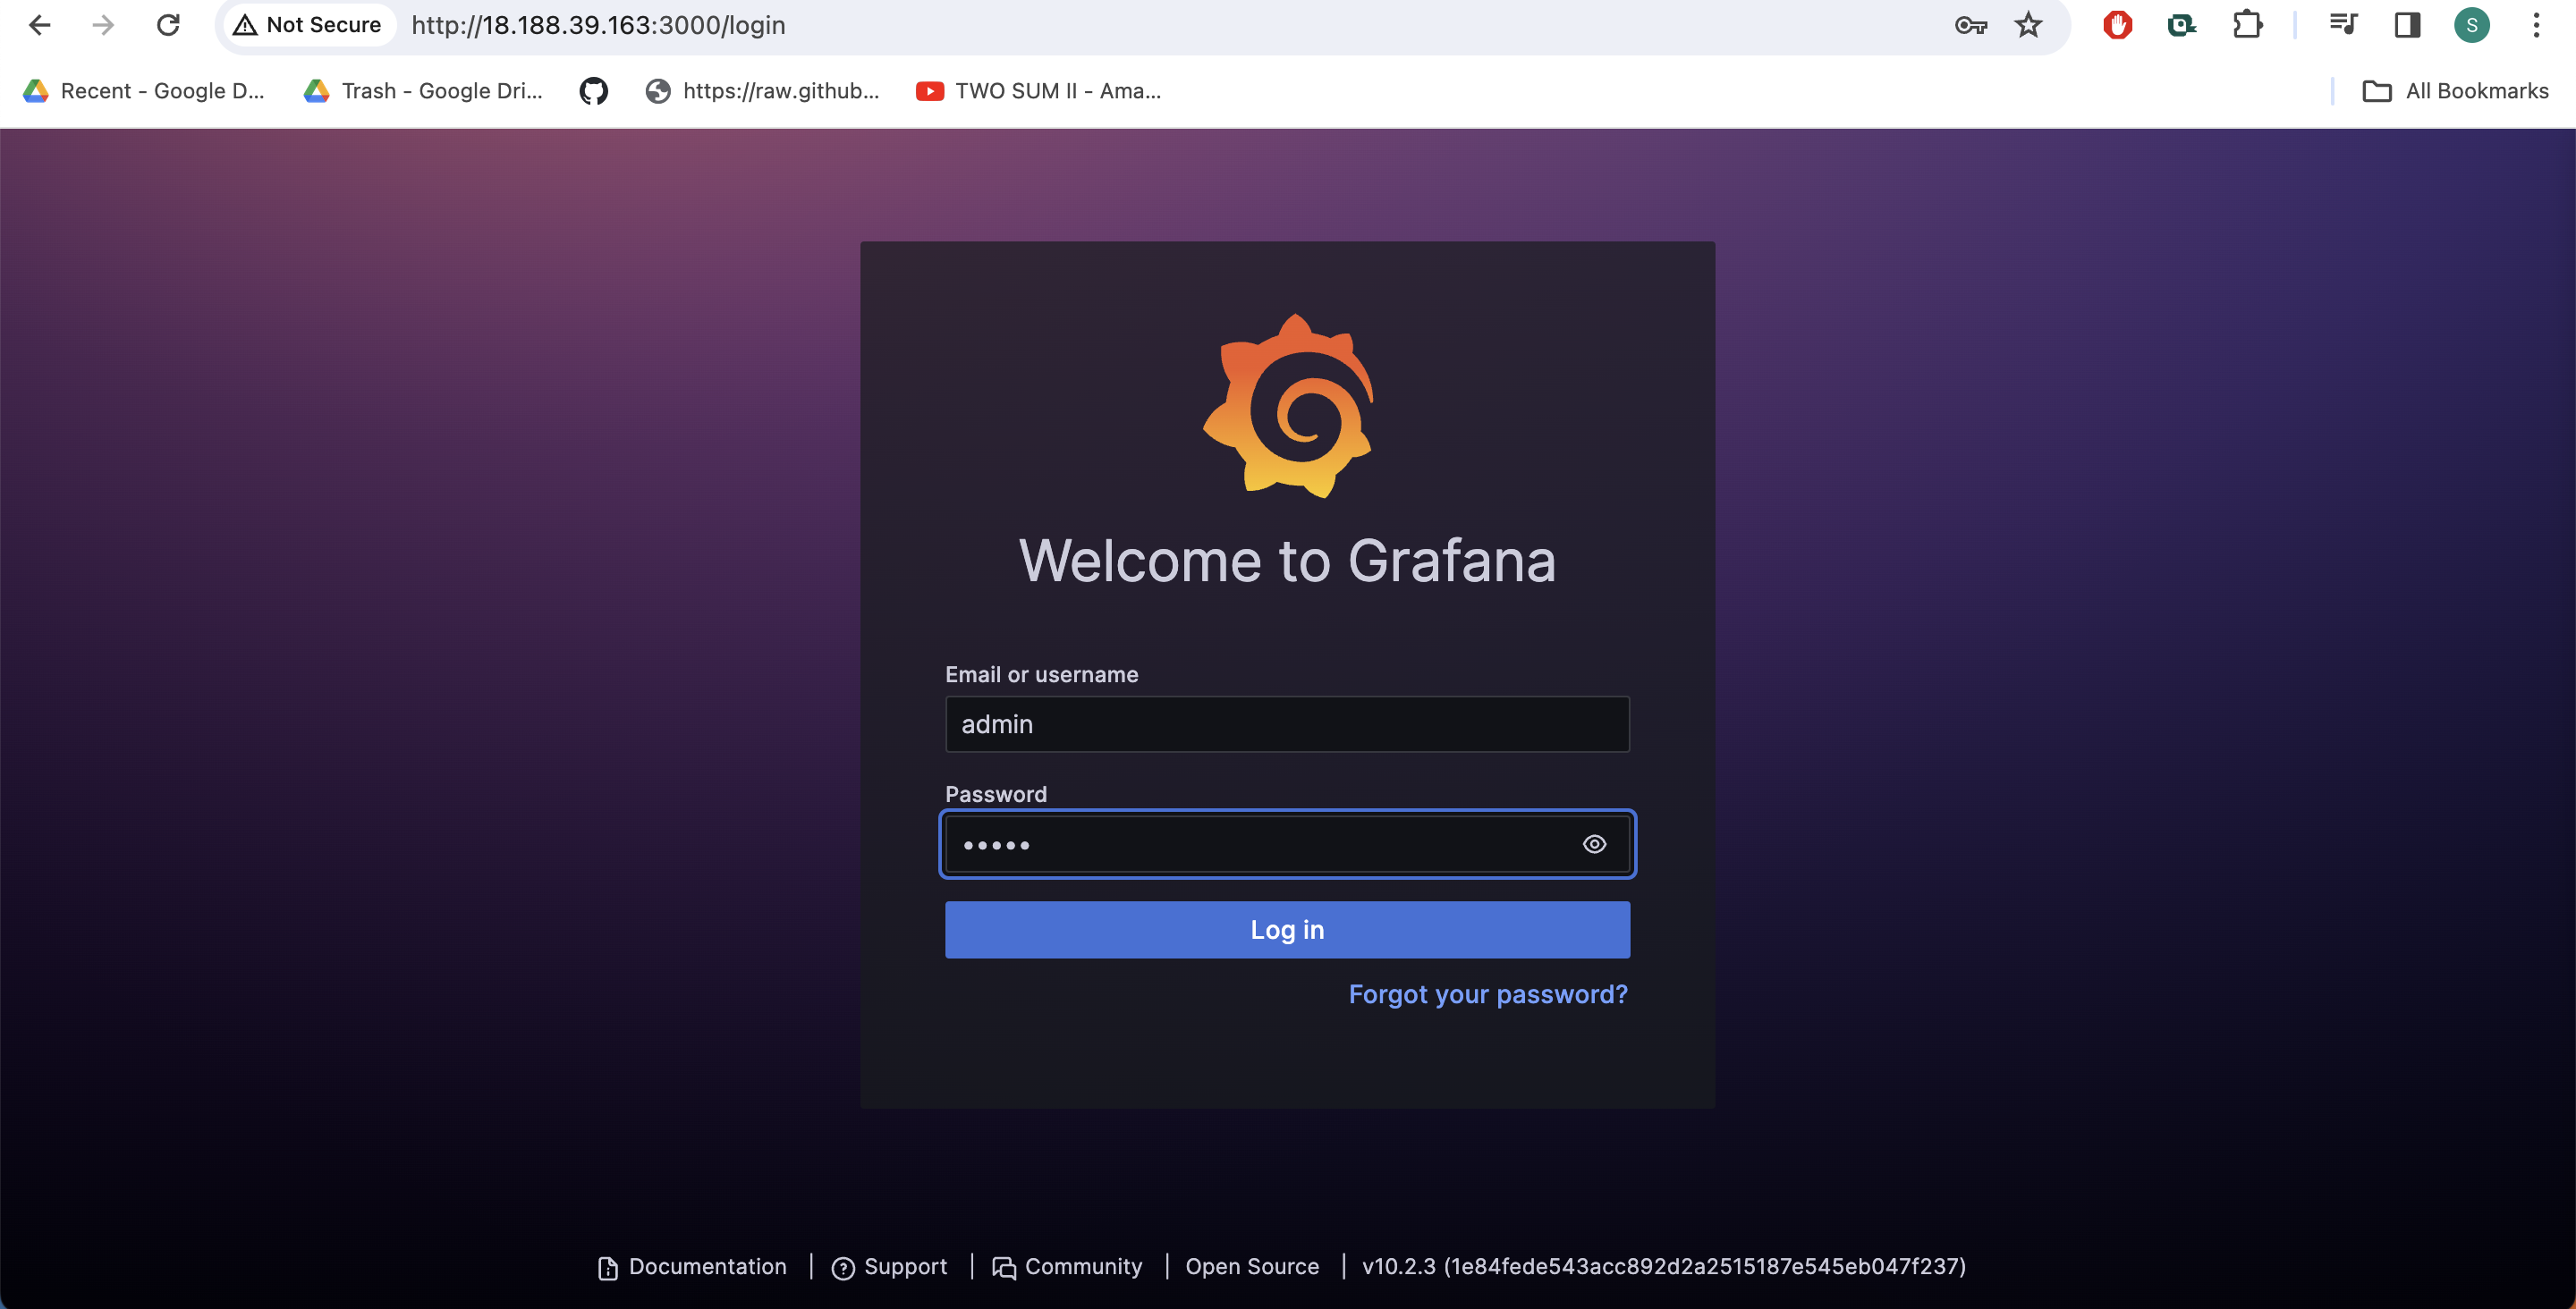 Not Secure http://18.188.39.163:3000/login S
Recent - Google D... Trash - Google Dri... https://raw.github... TWO SUM II - Ama... All Bookmarks
Welcome to Grafana
Email or username
admin
Password
•••••
Log in
Forgot your password?
Documentation | Support | Community | Open Source | v10.2.3 (1e84fede543acc892d2a2515187e545eb047f237)